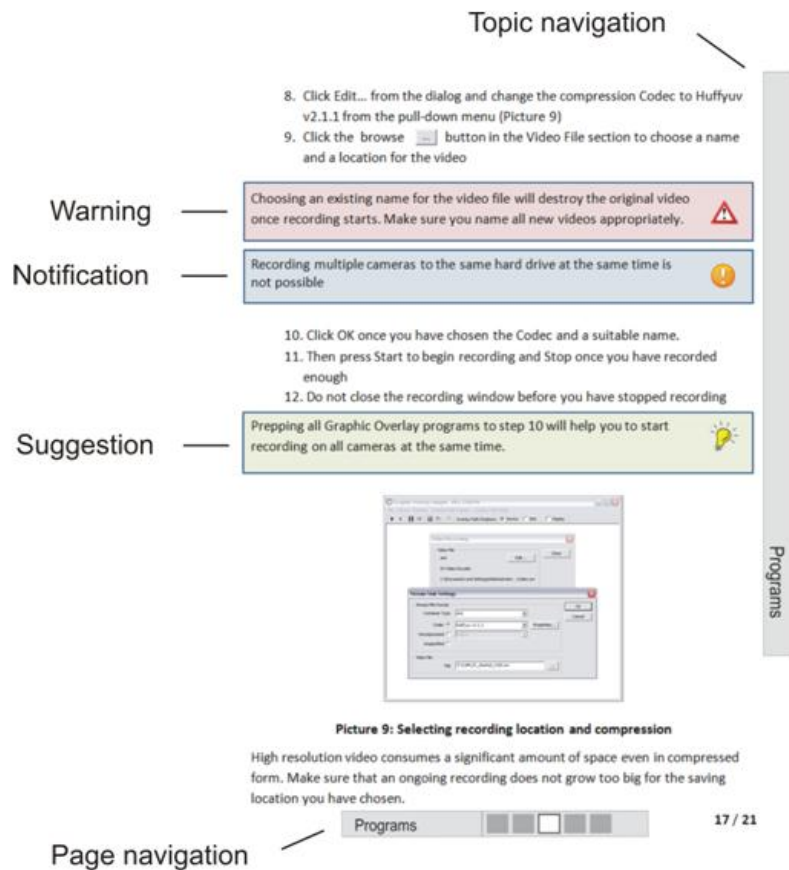 Topic navigation
8. Click Edit... from the dialog and change the compression Codec to Huffyuv
v2.1.1 from the pull-down menu (Picture 9)
9. Click the browse ... button in the Video File section to choose a name
and a location for the video
Warning
Choosing an existing name for the video file will destroy the original video
once recording starts. Make sure you name all new videos appropriately.
Notification
Recording multiple cameras to the same hard drive at the same time is
not possible
10. Click OK once you have chosen the Codec and a suitable name.
11. Then press Start to begin recording and Stop once you have recorded
enough
12. Do not close the recording window before you have stopped recording
Suggestion
Prepping all Graphic Overlay programs to step 10 will help you to start
recording on all cameras at the same time.
Programs
Picture 9: Selecting recording location and compression
High resolution video consumes a significant amount of space even in compressed
form. Make sure that an ongoing recording does not grow too big for the saving
location you have chosen.
Programs
17 / 21
Page navigation